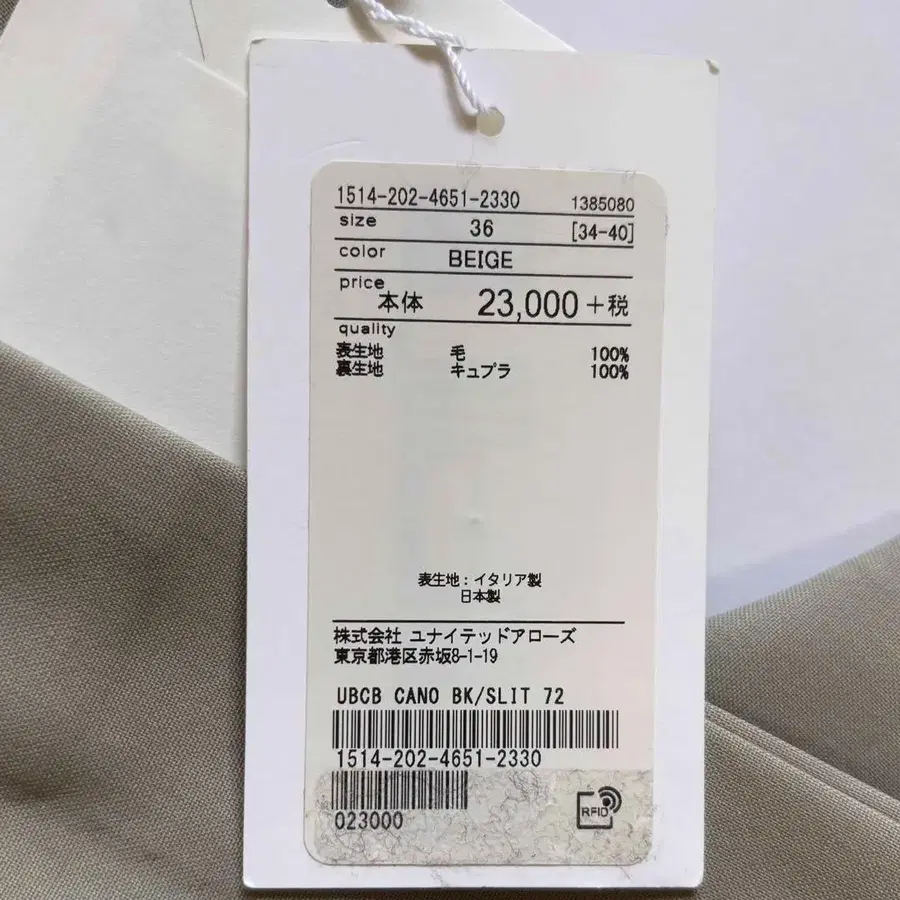 1514-202-4651-2330 1385080
size 36 [34-40]
color BEIGE
price 本体 23,000+税
quality
表生地 毛 100%
裏生地 キュプラ 100%
表生地:イタリア製
日本製
株式会社 ユナイテッドアローズ
東京都港区赤坂8-1-19
UBCB CANO BK/SLIT 72
1514-202-4651-2330
023000
RFID